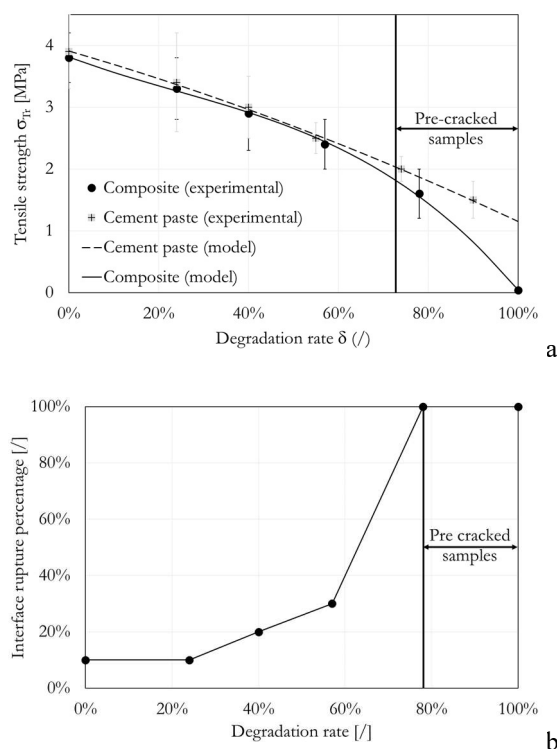 4
3
2
1
0
Tensile strength σTr [MPa]
Pre-cracked
samples
Composite (experimental)
Cement paste (experimental)
Cement paste (model)
Composite (model)
0%
20%
40%
60%
80%
100%
Degradation rate δ (/)
a
100%
80%
60%
40%
20%
0%
Interface rupture percentage [/]
Pre cracked
samples
0%
20%
40%
60%
80%
100%
Degradation rate [/]
b